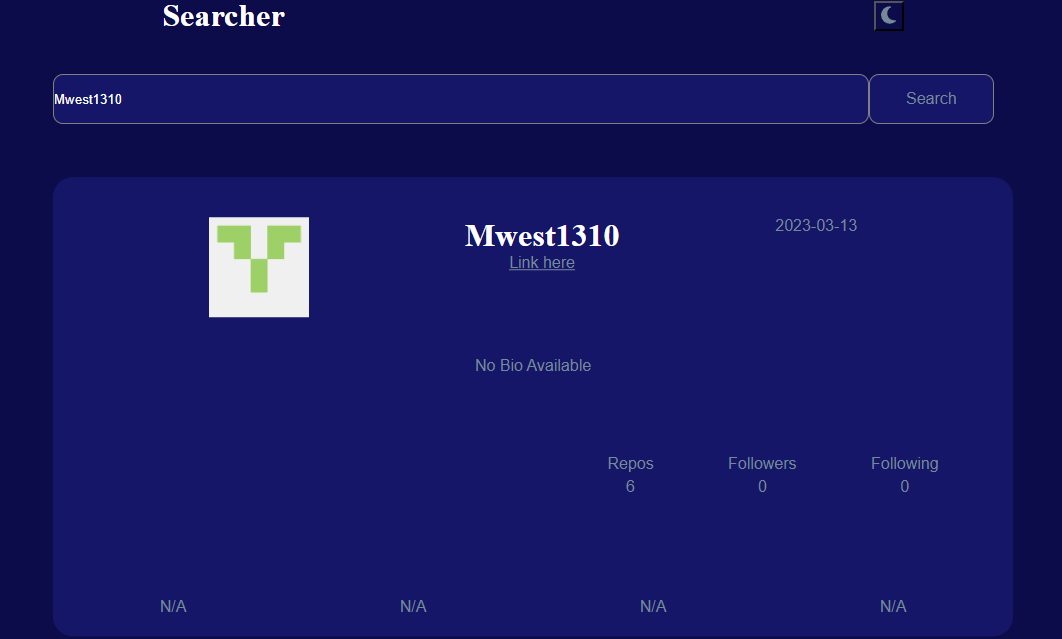 Searcher
Mwest1310
Search
Mwest1310
2023-03-13
Link here
No Bio Available
Repos Followers Following
6 0 0
N/A N/A N/A N/A